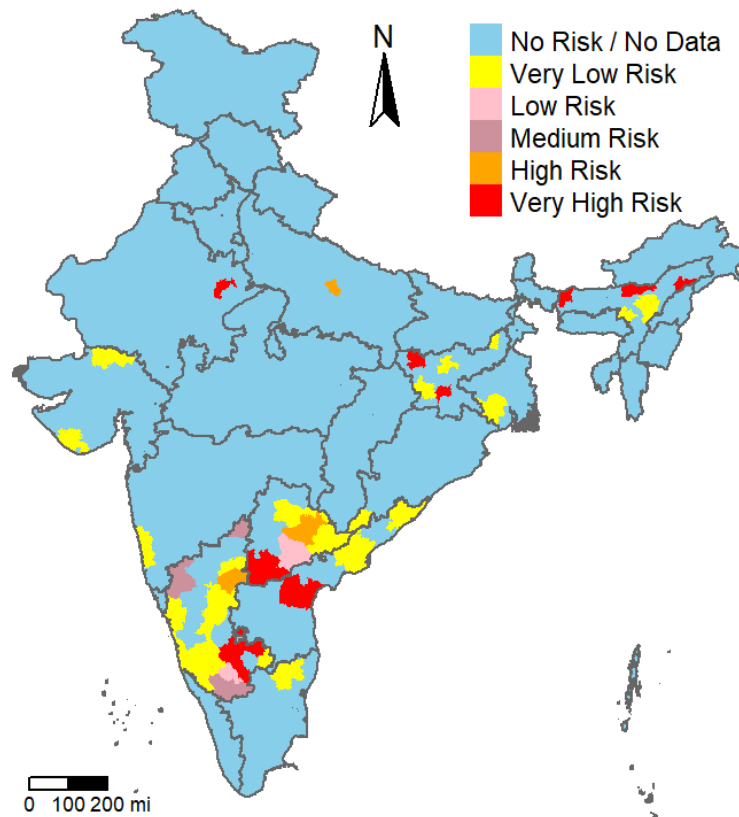 N
No Risk / No Data
Very Low Risk
Low Risk
Medium Risk
High Risk
Very High Risk
0 100 200 mi